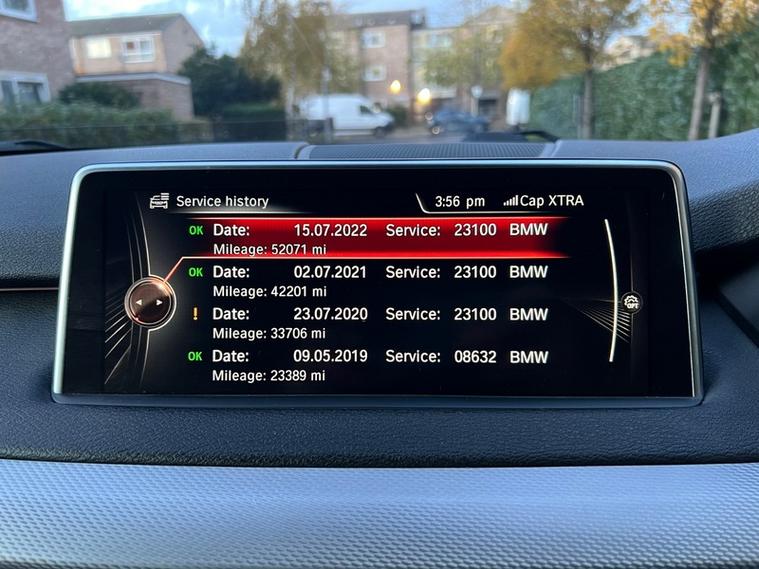 Service history 3:56 pm Cap XTRA
OK Date: 15.07.2022 Service: 23100 BMW
Mileage: 52071 mi
OK Date: 02.07.2021 Service: 23100 BMW
Mileage: 42201 mi
! Date: 23.07.2020 Service: 23100 BMW
Mileage: 33706 mi
OK Date: 09.05.2019 Service: 08632 BMW
Mileage: 23389 mi
OPT